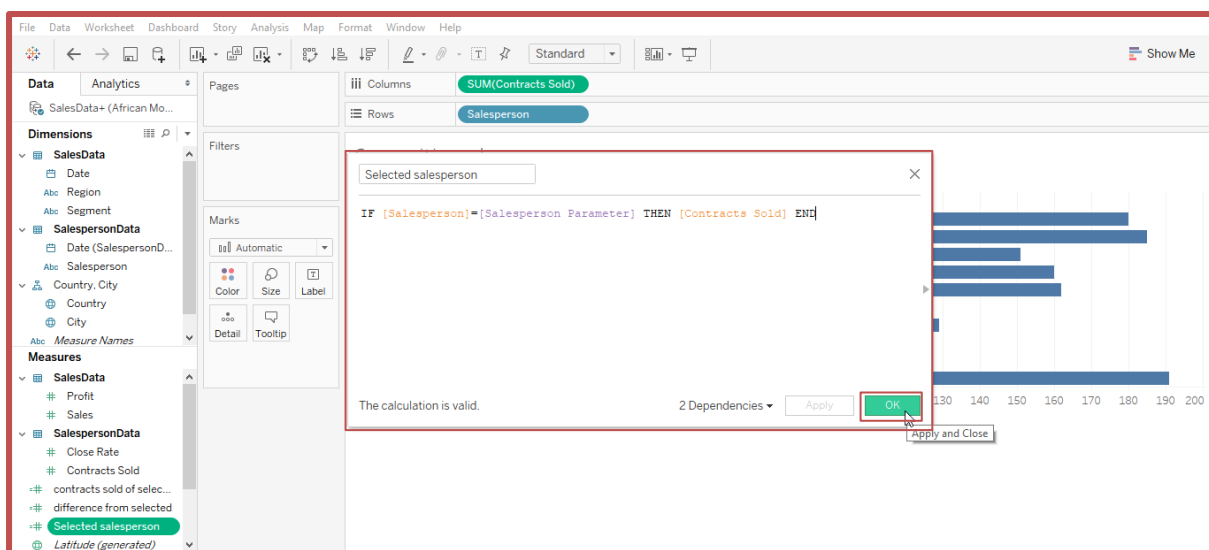 File Data Worksheet Dashboard Story Analysis Map Format Window Help
Standard
Show Me
Data Analytics
SalesData+ (African Mo...
Dimensions
SalesData
Date
Abc Region
Abc Segment
SalespersonData
Date (SalespersonD...
Abc Salesperson
Country, City
Country
City
Abc Measure Names
Measures
SalesData
# Profit
# Sales
SalespersonData
# Close Rate
# Contracts Sold
=# contracts sold of selec...
=# difference from selected
=# Selected salesperson
Latitude (generated)
Pages
Filters
Marks
Automatic
Color Size Label
Detail Tooltip
Columns SUM(Contracts Sold)
Rows Salesperson
Selected salesperson
IF [Salesperson]=[Salesperson Parameter] THEN [Contracts Sold] END
The calculation is valid. 2 Dependencies Apply OK
Apply and Close
130 140 150 160 170 180 190 200